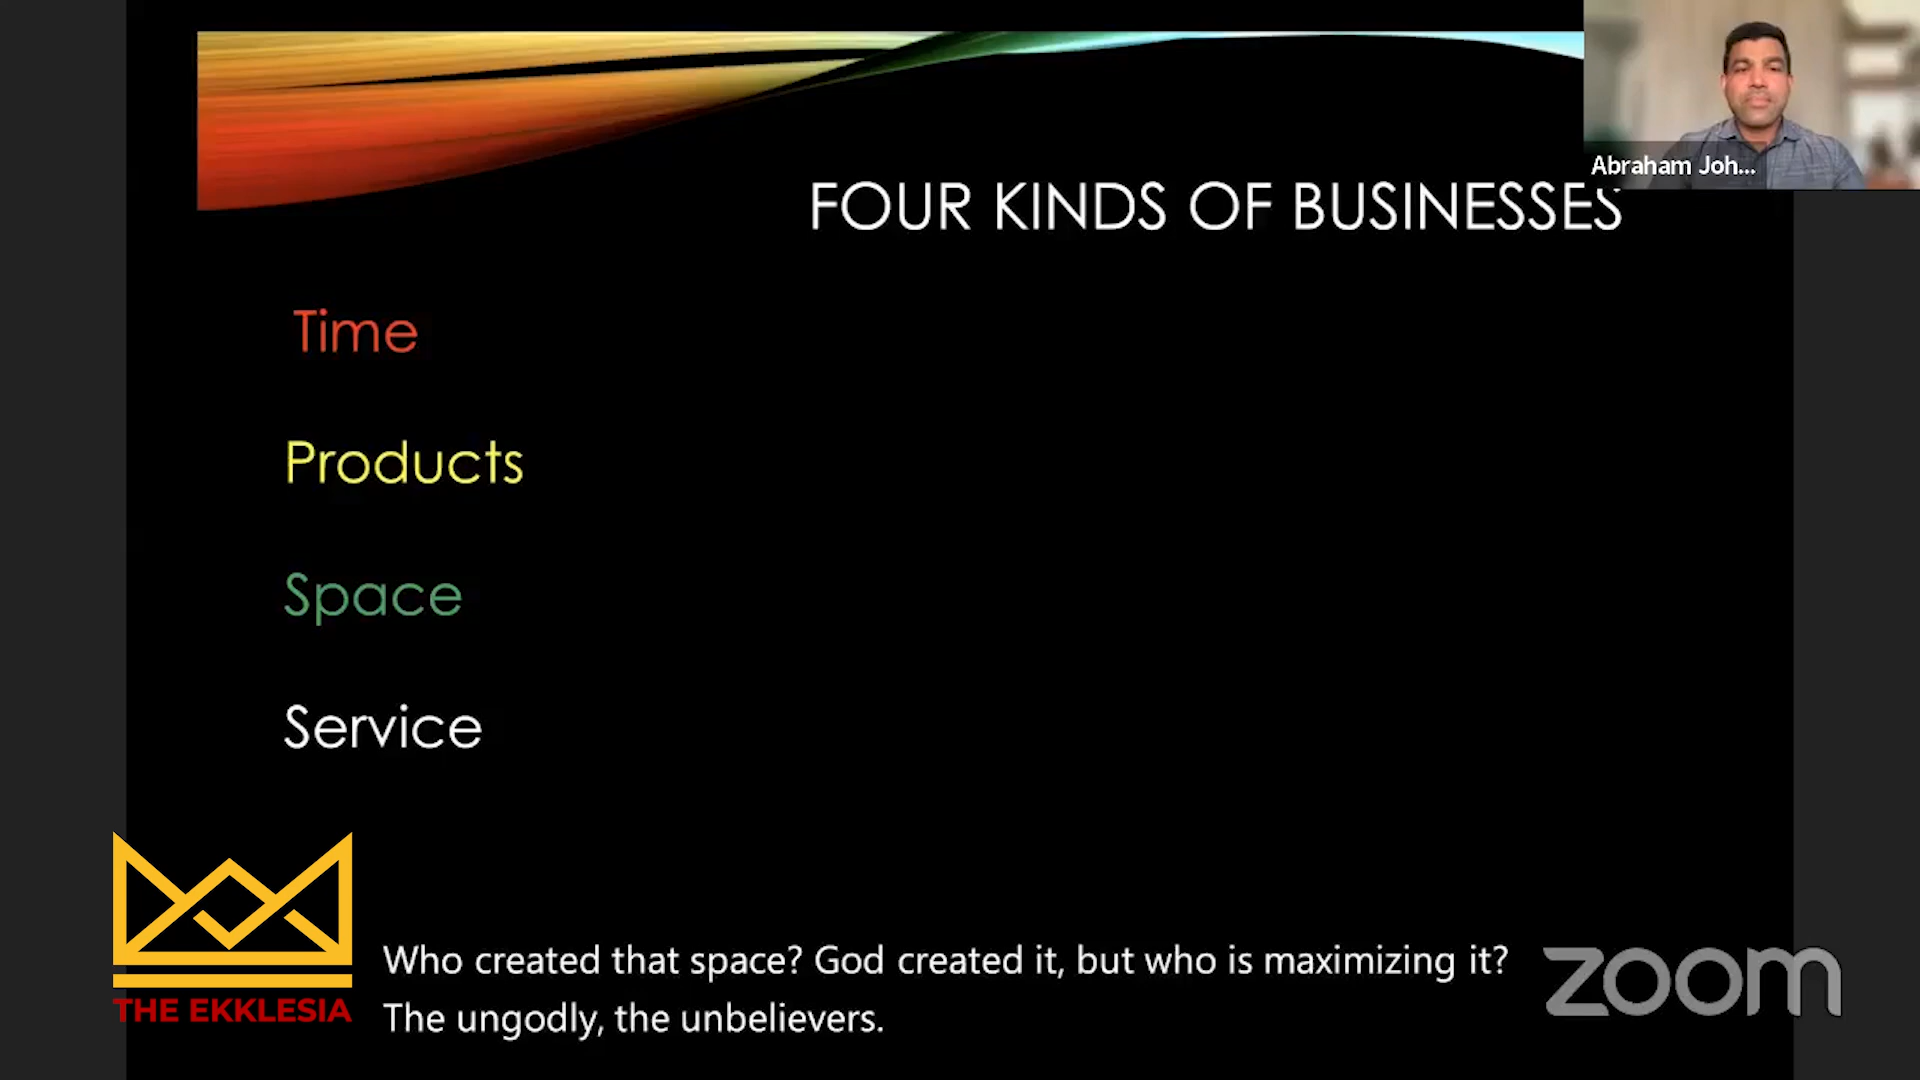 Abraham Joh...
FOUR KINDS OF BUSINESSES
Time
Products
Space
Service
THE EKKLESIA
Who created that space? God created it, but who is maximizing it?
The ungodly, the unbelievers.
zoom